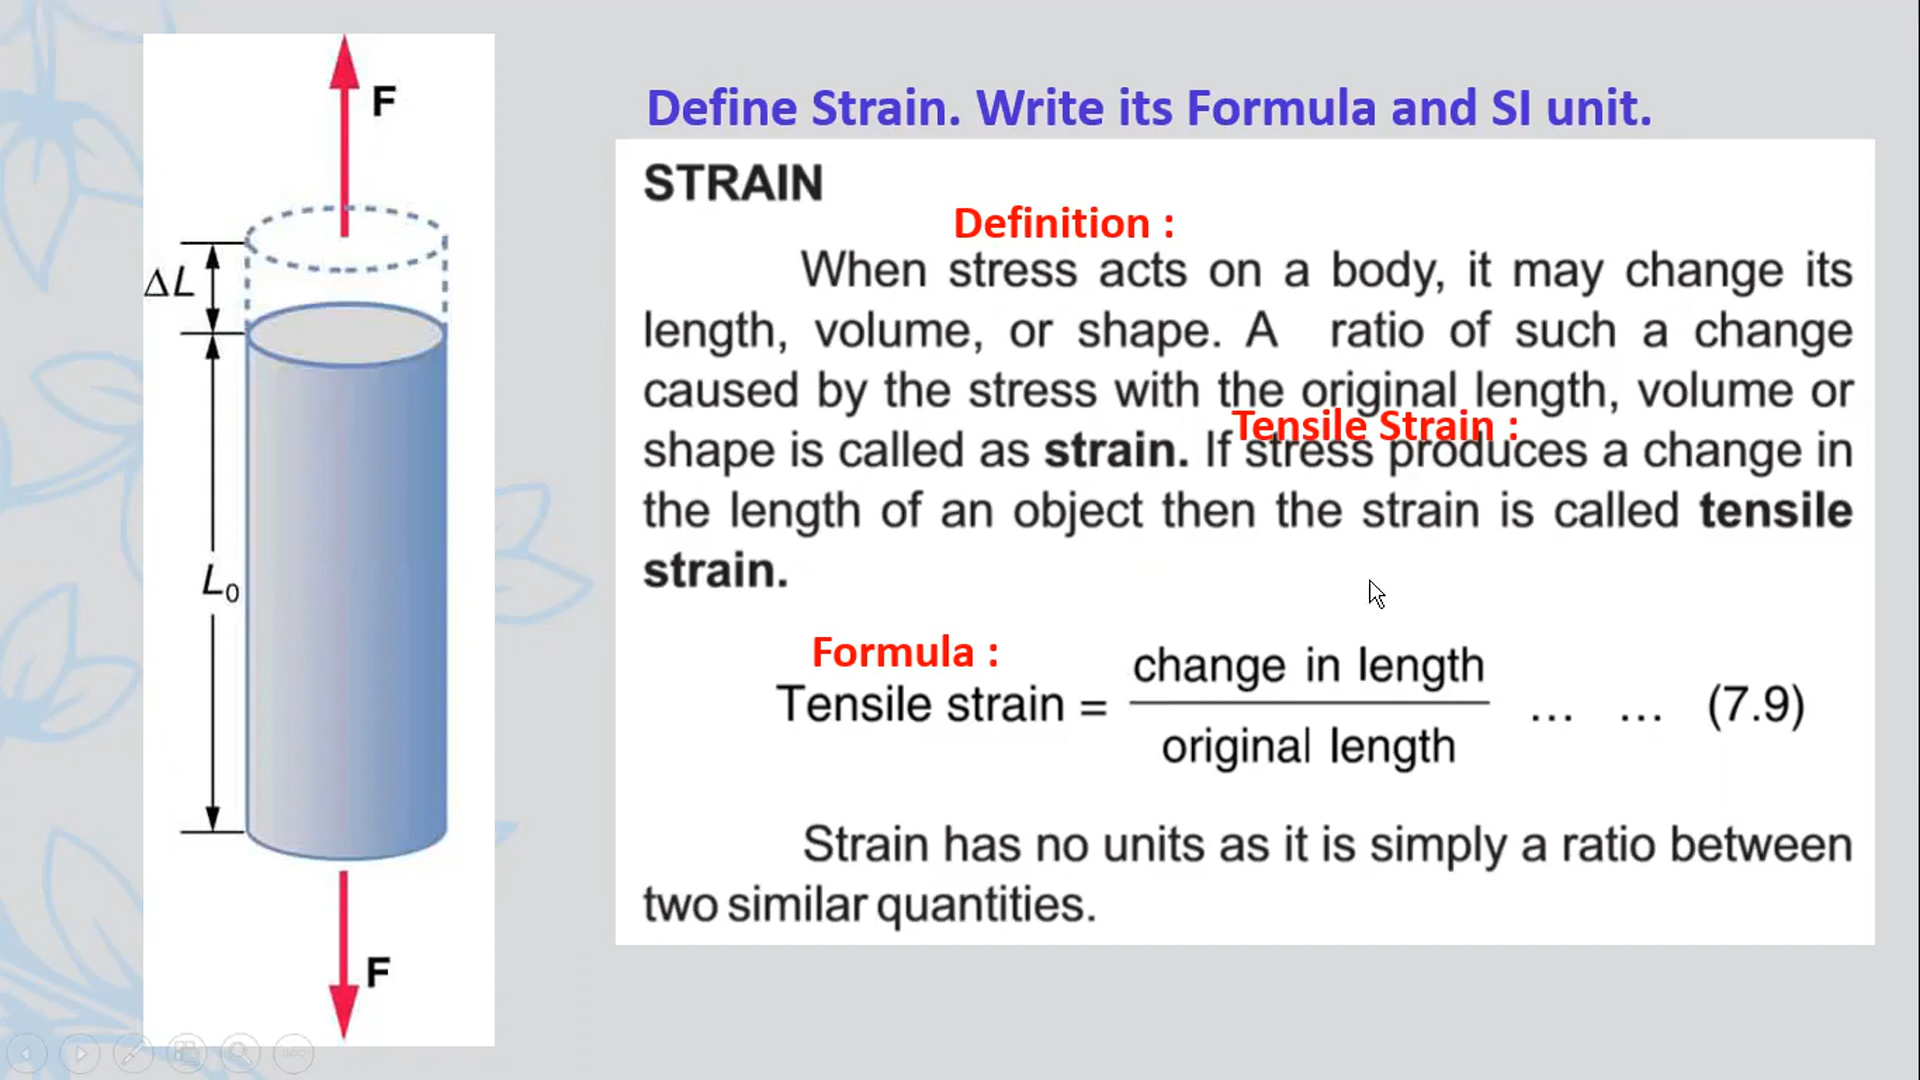 F
ΔL
L₀
F
Define Strain. Write its Formula and SI unit.
STRAIN
Definition :
When stress acts on a body, it may change its
length, volume, or shape. A ratio of such a change
caused by the stress with the original length, volume or
Tensile Strain :
shape is called as strain. If stress produces a change in
the length of an object then the strain is called tensile
strain.
Formula :
change in length
Tensile strain = ... ... (7.9)
original length
Strain has no units as it is simply a ratio between
two similar quantities.